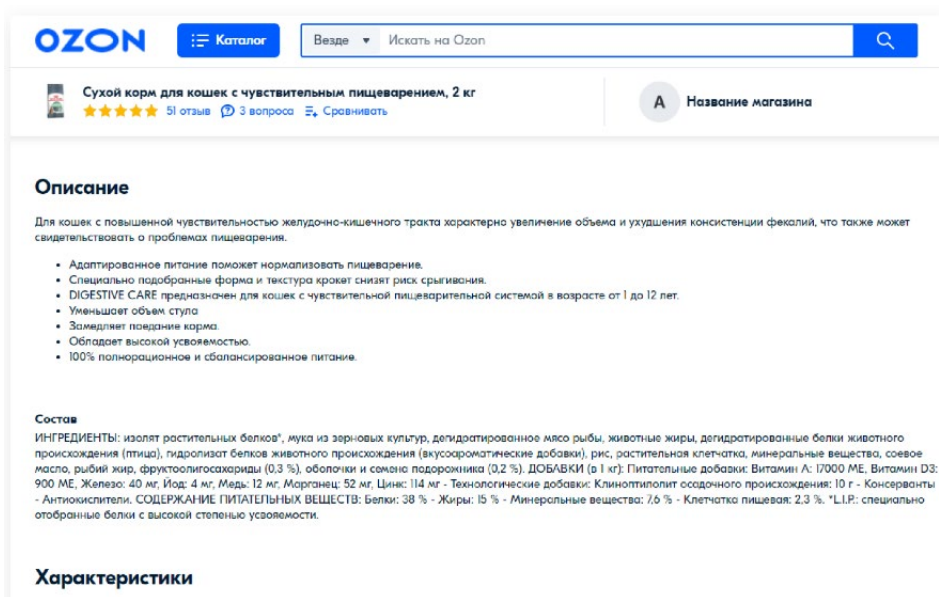 OZON
Каталог
Везде
Искать на Ozon
Сухой корм для кошек с чувствительным пищеварением, 2 кг
51 отзыв 3 вопроса Сравнивать
А Название магазина
Описание
Для кошек с повышенной чувствительностью желудочно-кишечного тракта характерно увеличение объема и ухудшения консистенции фекалий, что также может
свидетельствовать о проблемах пищеварения.
• Адаптированное питание поможет нормализовать пищеварение.
• Специально подобранные форма и текстура крокет снизят риск срыгивания.
• DIGESTIVE CARE предназначен для кошек с чувствительной пищеварительной системой в возрасте от 1 до 12 лет.
• Уменьшает объем стула
• Замедляет поедание корма.
• Обладает высокой усвояемостью.
• 100% полнорационное и сбалансированное питание.
Состав
ИНГРЕДИЕНТЫ: изолят растительных белков*, мука из зерновых культур, дегидратированное мясо рыбы, животные жиры, дегидратированные белки животного
происхождения (птица), гидролизат белков животного происхождения (вкусоароматические добавки), рис, растительная клетчатка, минеральные вещества, соевое
масло, рыбий жир, фруктоолигосахариды (0,3 %), оболочки и семена подорожника (0,2 %). ДОБАВКИ (в 1 кг): Питательные добавки: Витамин А: 17000 МЕ, Витамин D3:
900 МЕ, Железо: 40 мг, Йод: 4 мг, Медь: 12 мг, Марганец: 52 мг, Цинк: 114 мг - Технологические добавки: Клиноптилолит осадочного происхождения: 10 г - Консерванты
- Антиокислители. СОДЕРЖАНИЕ ПИТАТЕЛЬНЫХ ВЕЩЕСТВ: Белки: 38 % - Жиры: 15 % - Минеральные вещества: 7,6 % - Клетчатка пищевая: 2,3 %. *L.I.P.: специально
отобранные белки с высокой степенью усвояемости.
Характеристики